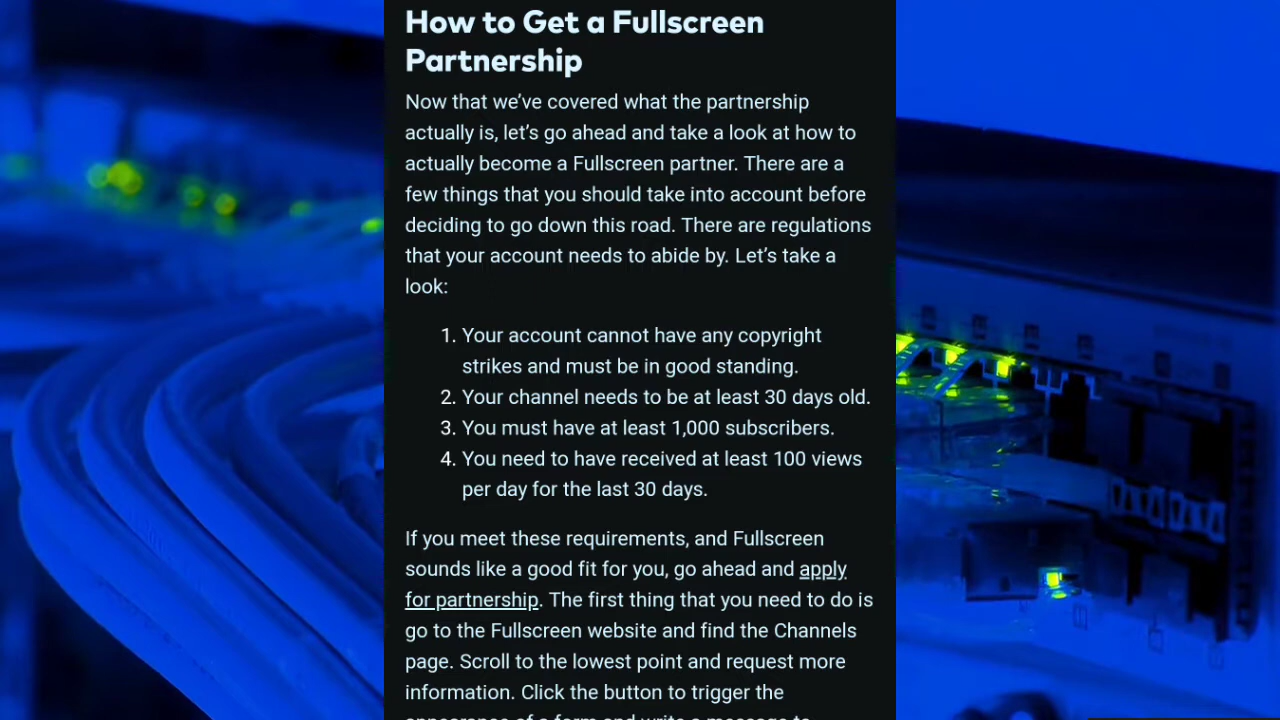 How to Get a Fullscreen
Partnership
Now that we’ve covered what the partnership
actually is, let’s go ahead and take a look at how to
actually become a Fullscreen partner. There are a
few things that you should take into account before
deciding to go down this road. There are regulations
that your account needs to abide by. Let’s take a
look:
1. Your account cannot have any copyright
strikes and must be in good standing.
2. Your channel needs to be at least 30 days old.
3. You must have at least 1,000 subscribers.
4. You need to have received at least 100 views
per day for the last 30 days.
If you meet these requirements, and Fullscreen
sounds like a good fit for you, go ahead and apply
for partnership. The first thing that you need to do is
go to the Fullscreen website and find the Channels
page. Scroll to the lowest point and request more
information. Click the button to trigger the
appearance of a form and write a message to